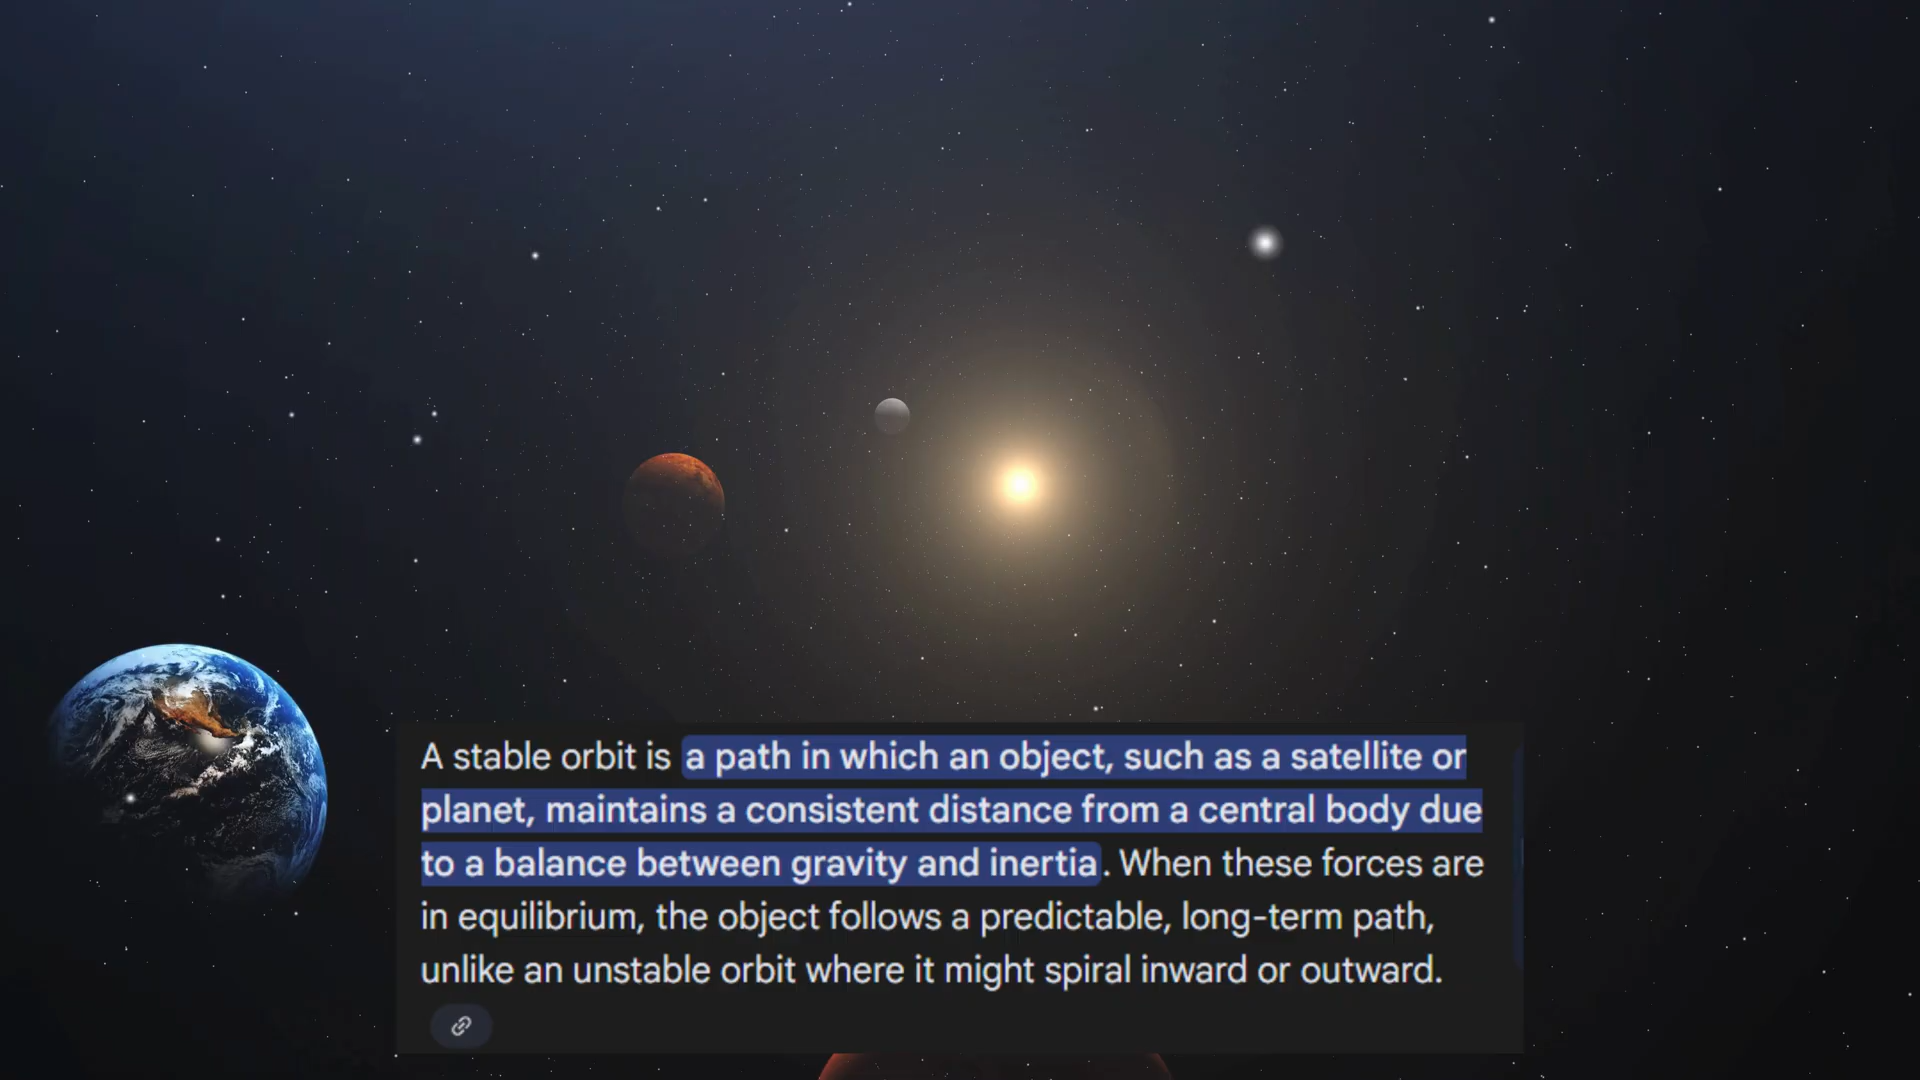 A stable orbit is a path in which an object, such as a satellite or
planet, maintains a consistent distance from a central body due
to a balance between gravity and inertia. When these forces are
in equilibrium, the object follows a predictable, long-term path,
unlike an unstable orbit where it might spiral inward or outward.